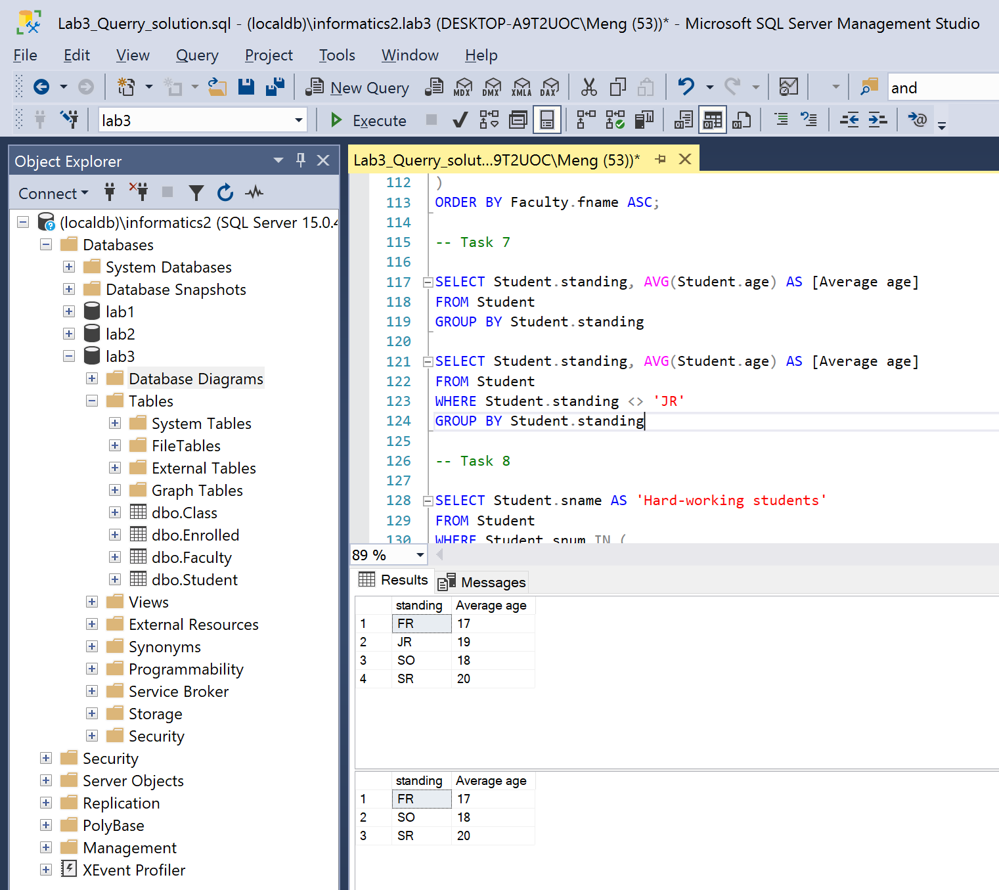 Lab3_Querry_solution.sql - (localdb)\informatics2.lab3 (DESKTOP-A9T2UOC\Meng (53))* - Microsoft SQL Server Management Studio
File Edit View Query Project Tools Window Help
New Query MDX DMX XMLA DAX and
lab3 Execute
Object Explorer
Connect
(localdb)\informatics2 (SQL Server 15.0.4
Databases
System Databases
Database Snapshots
lab1
lab2
lab3
Database Diagrams
Tables
System Tables
FileTables
External Tables
Graph Tables
dbo.Class
dbo.Enrolled
dbo.Faculty
dbo.Student
Views
External Resources
Synonyms
Programmability
Service Broker
Storage
Security
Security
Server Objects
Replication
PolyBase
Management
XEvent Profiler
Lab3_Querry_solut...9T2UOC\Meng (53))*
112 )
113 ORDER BY Faculty.fname ASC;
114
115 -- Task 7
116
117 SELECT Student.standing, AVG(Student.age) AS [Average age]
118 FROM Student
119 GROUP BY Student.standing
120
121 SELECT Student.standing, AVG(Student.age) AS [Average age]
122 FROM Student
123 WHERE Student.standing <> 'JR'
124 GROUP BY Student.standing
125
126 -- Task 8
127
128 SELECT Student.sname AS 'Hard-working students'
129 FROM Student
130 WHERE Student.snum IN (
89 %
Results Messages
standing Average age
1 FR 17
2 JR 19
3 SO 18
4 SR 20
standing Average age
1 FR 17
2 SO 18
3 SR 20